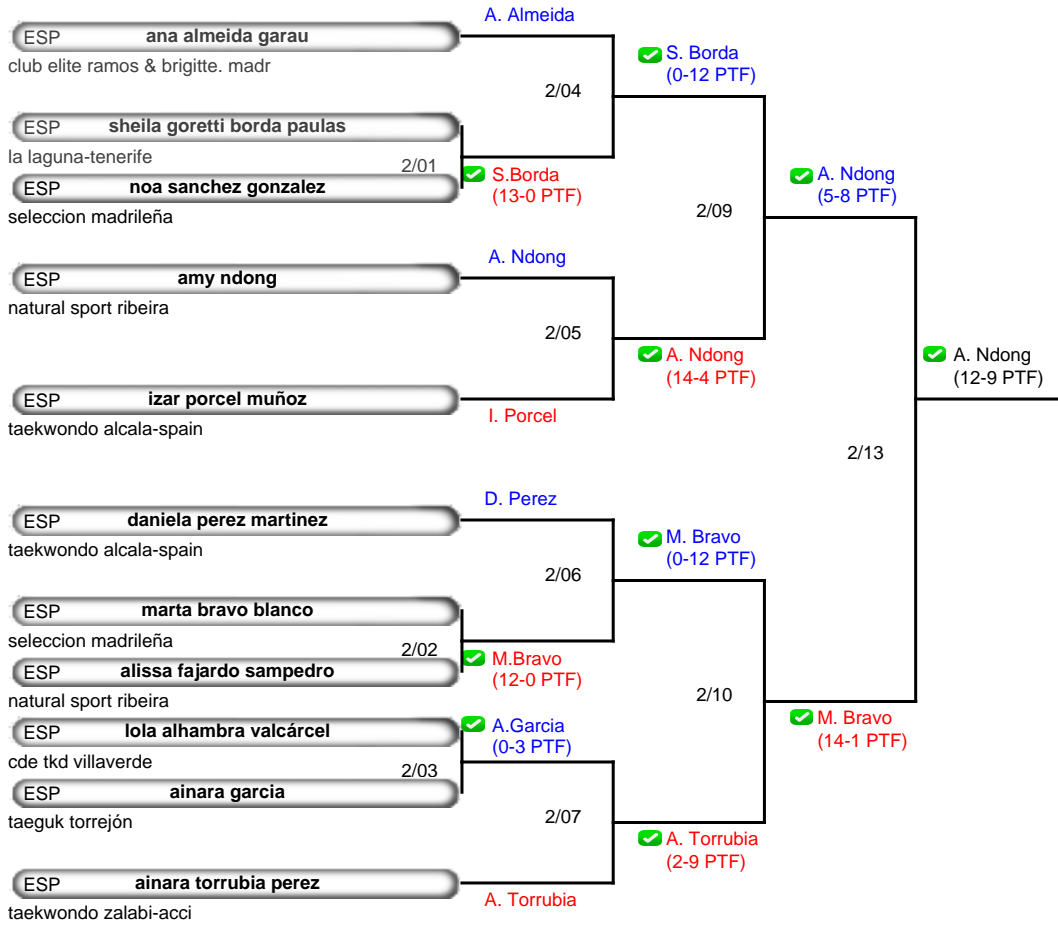 A. Almeida
ESP ana almeida garau
club elite ramos & brigitte. madr
S. Borda
(0-12 PTF)
2/04
ESP sheila goretti borda paulas
la laguna-tenerife
2/01
S.Borda
(13-0 PTF)
ESP noa sanchez gonzalez
seleccion madrileña
A. Ndong
(5-8 PTF)
2/09
A. Ndong
ESP amy ndong
natural sport ribeira
2/05
A. Ndong
(14-4 PTF)
A. Ndong
(12-9 PTF)
ESP izar porcel muñoz
I. Porcel
taekwondo alcala-spain
2/13
D. Perez
ESP daniela perez martinez
taekwondo alcala-spain
M. Bravo
(0-12 PTF)
2/06
ESP marta bravo blanco
seleccion madrileña
2/02
M.Bravo
(12-0 PTF)
ESP alissa fajardo sampedro
natural sport ribeira
2/10
M. Bravo
(14-1 PTF)
ESP lola alhambra valcárcel
A.Garcia
(0-3 PTF)
cde tkd villaverde
2/03
ESP ainara garcia
taeguk torrejón
2/07
A. Torrubia
(2-9 PTF)
ESP ainara torrubia perez
A. Torrubia
taekwondo zalabi-acci